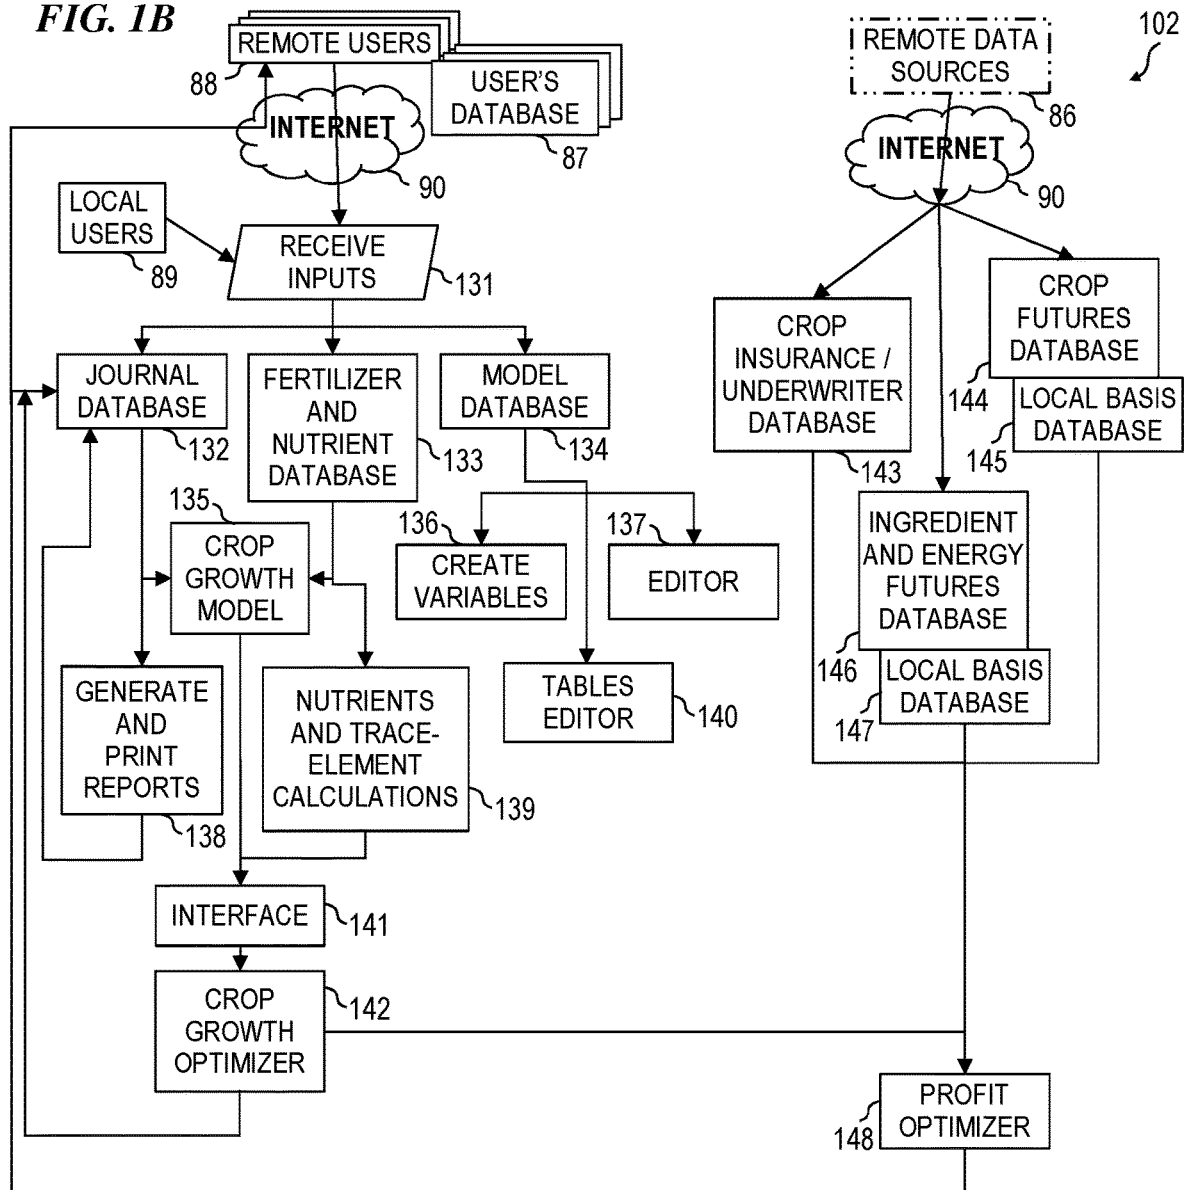 FIG. 1B
REMOTE USERS
88
USER'S
DATABASE
87
INTERNET
90
REMOTE DATA
SOURCES
86
102
INTERNET
90
LOCAL
USERS
89
RECEIVE
INPUTS
131
JOURNAL
DATABASE
132
FERTILIZER
AND
NUTRIENT
DATABASE
133
MODEL
DATABASE
134
CROP
INSURANCE /
UNDERWRITER
DATABASE
143
CROP
FUTURES
DATABASE
144
LOCAL BASIS
DATABASE
145
135
CROP
GROWTH
MODEL
136
CREATE
VARIABLES
137
EDITOR
INGREDIENT
AND ENERGY
FUTURES
DATABASE
146
LOCAL BASIS
DATABASE
147
GENERATE
AND
PRINT
REPORTS
138
NUTRIENTS
AND TRACE-
ELEMENT
CALCULATIONS
139
TABLES
EDITOR
140
INTERFACE
141
CROP
GROWTH
OPTIMIZER
142
PROFIT
OPTIMIZER
148